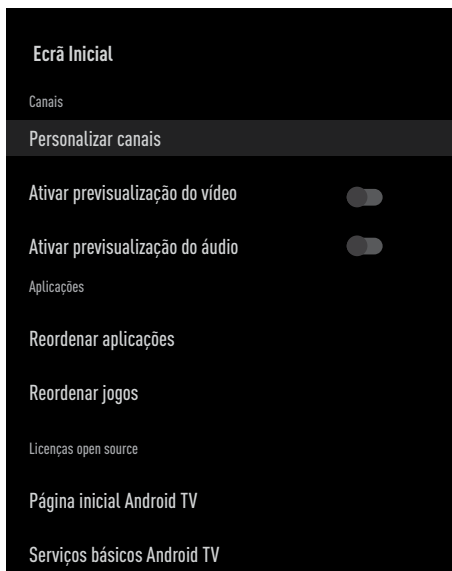 Ecrã Inicial
Canais
Personalizar canais
Ativar previsualização do vídeo
Ativar previsualização do áudio
Aplicações
Reordenar aplicações
Reordenar jogos
Licenças open source
Página inicial Android TV
Serviços básicos Android TV